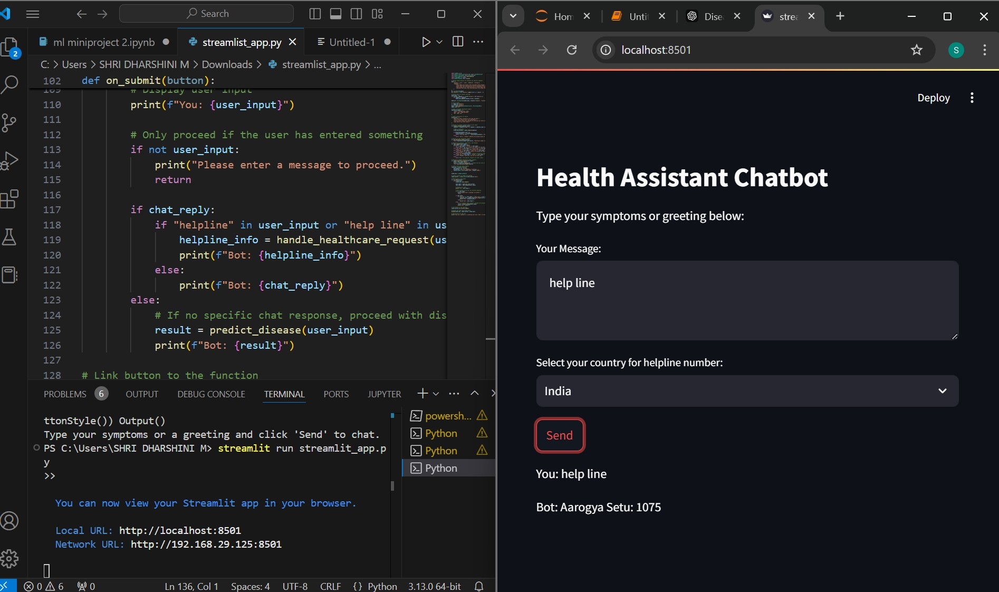 Search
ml miniproject 2.ipynb
streamlist_app.py
Untitled-1
C: > Users > SHRI DHARSHINI M > Downloads > streamlist_app.py > ...
102 def on_submit(button):
109 # Display user input
110 print(f"You: {user_input}")
111
112 # Only proceed if the user has entered something
113 if not user_input:
114 print("Please enter a message to proceed.")
115 return
116
117 if chat_reply:
118 if "helpline" in user_input or "help line" in us
119 helpline_info = handle_healthcare_request(us
120 print(f"Bot: {helpline_info}")
121 else:
122 print(f"Bot: {chat_reply}")
123 else:
124 # If no specific chat response, proceed with dis
125 result = predict_disease(user_input)
126 print(f"Bot: {result}")
127
128 # Link button to the function
2
PROBLEMS 6 OUTPUT DEBUG CONSOLE TERMINAL PORTS JUPYTER
ttonStyle()) Output()
Type your symptoms or a greeting and click 'Send' to chat.
PS C:\Users\SHRI DHARSHINI M> streamlit run streamlit_app.p
y
>>
You can now view your Streamlit app in your browser.
Local URL: http://localhost:8501
Network URL: http://192.168.29.125:8501
powersh...
Python
Python
Python
0 6 0 Ln 136, Col 1 Spaces: 4 UTF-8 CRLF {} Python 3.13.0 64-bit
Hom
Unti
Dise
strea
localhost:8501
S
Deploy
Health Assistant Chatbot
Type your symptoms or greeting below:
Your Message:
help line
Select your country for helpline number:
India
Send
You: help line
Bot: Aarogya Setu: 1075